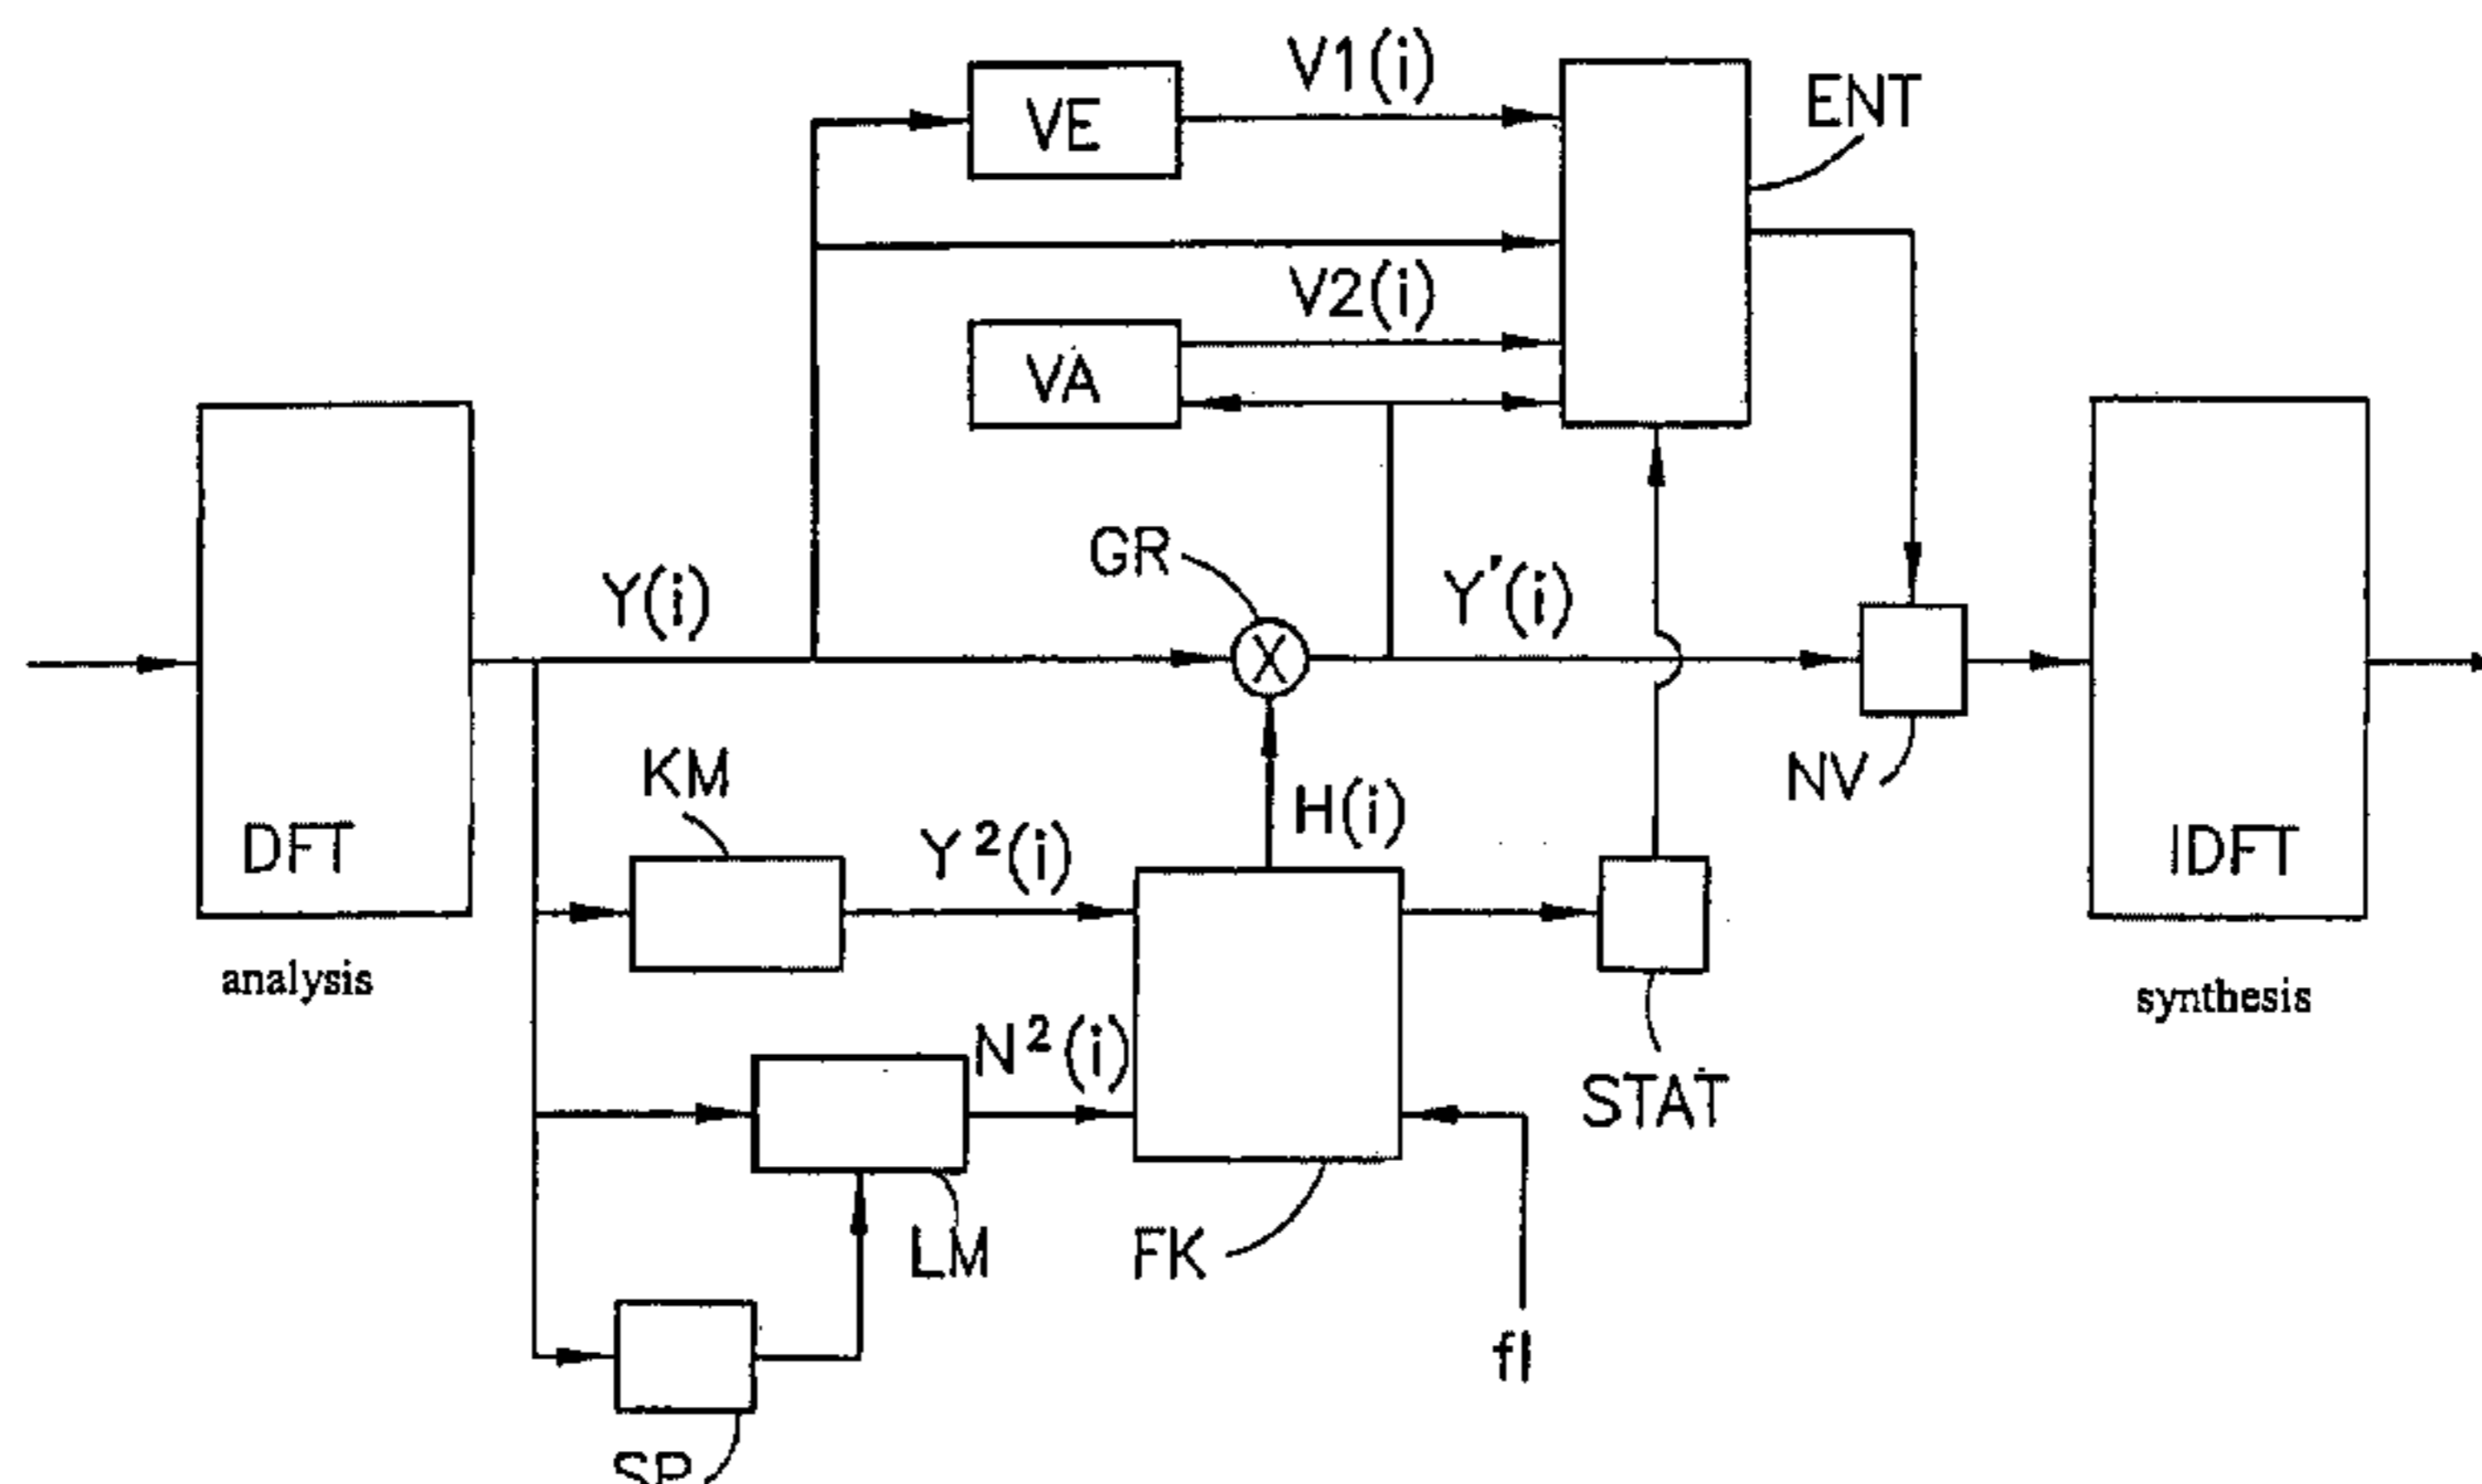 V1(i)
VE
ENT
V2(i)
VA
GR
Y(i)
Y'(i)
X
KM
NV
H(i)
Y²(i)
DFT
IDFT
analysis
synthesis
N²(i)
STAT
LM
FK
fl
SP